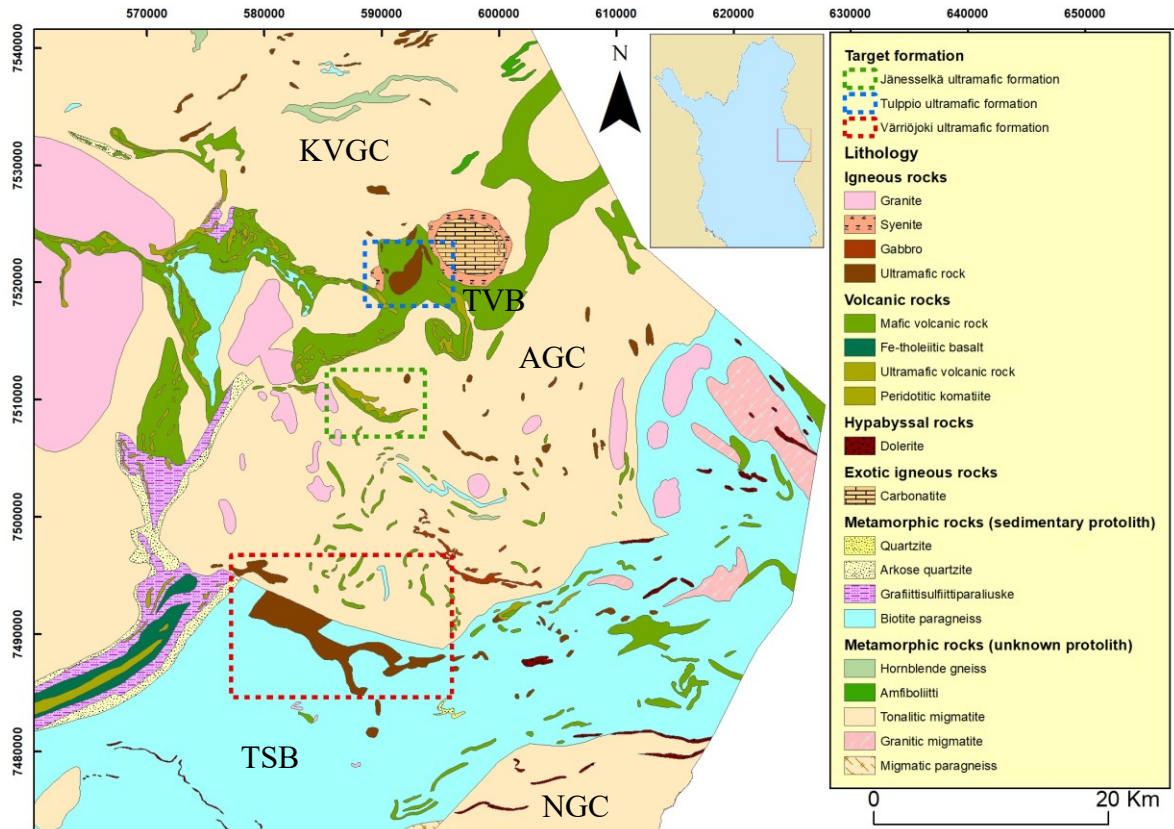 570000 580000 590000 600000 610000 620000 630000 640000 650000
7540000
7530000
7520000
7510000
7500000
7490000
7480000
N
KVGC
TVB
AGC
TSB
NGC
Target formation
Jänesselkä ultramafic formation
Tulppio ultramafic formation
Värriöjoki ultramafic formation
Lithology
Igneous rocks
Granite
Syenite
Gabbro
Ultramafic rock
Volcanic rocks
Mafic volcanic rock
Fe-tholeiitic basalt
Ultramafic volcanic rock
Peridotitic komatiite
Hypabyssal rocks
Dolerite
Exotic igneous rocks
Carbonatite
Metamorphic rocks (sedimentary protolith)
Quartzite
Arkose quartzite
Grafiittisulfiittiparaliuske
Biotite paragneiss
Metamorphic rocks (unknown protolith)
Hornblende gneiss
Amfiboliitti
Tonalitic migmatite
Granitic migmatite
Migmatic paragneiss
0 20 Km